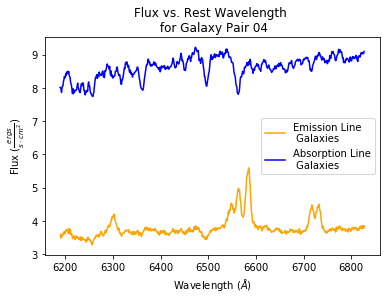 Flux vs. Rest Wavelength
for Galaxy Pair 04
Flux (ergs/s·cm²)
9
8
7
6
5
4
3
Emission Line
Galaxies
Absorption Line
Galaxies
6200 6300 6400 6500 6600 6700 6800
Wavelength (Å)